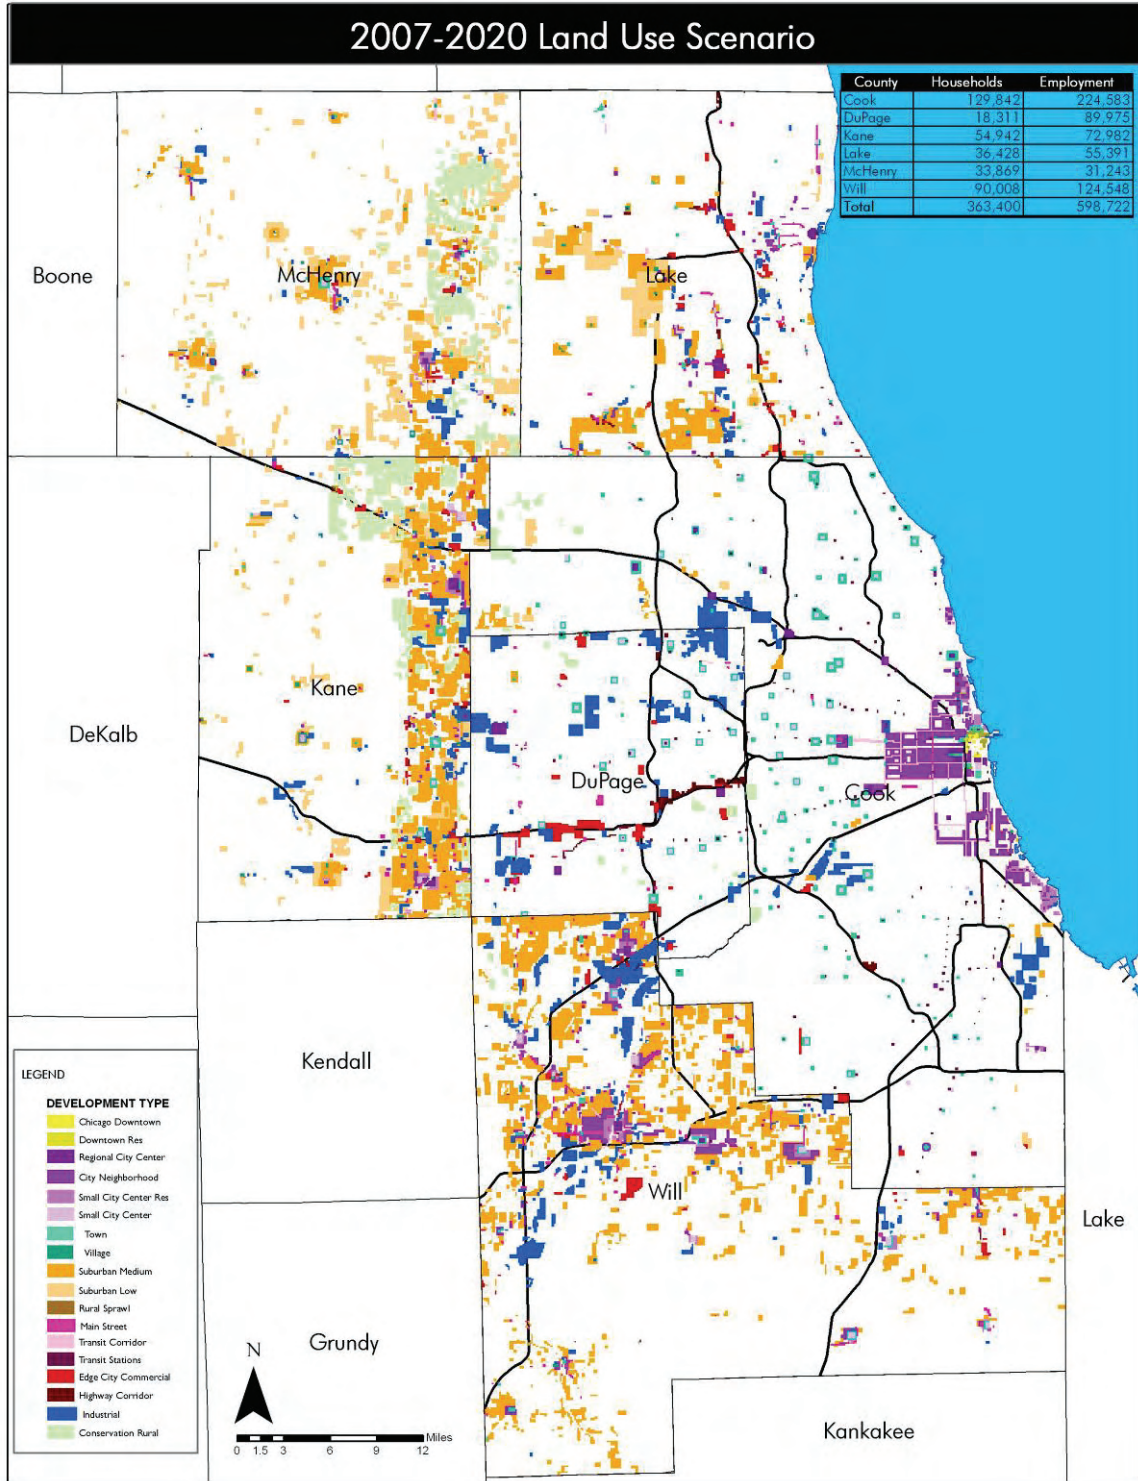 2007-2020 Land Use Scenario
County Households Employment
Cook 129,842 224,583
DuPage 18,311 89,975
Kane 54,942 72,982
Lake 36,428 55,391
McHenry 33,869 31,243
Will 90,008 124,548
Total 363,400 598,722
Boone
McHenry
Lake
Kane
DeKalb
DuPage
Cook
Kendall
Will
Lake
Grundy
Kankakee
LEGEND
DEVELOPMENT TYPE
Chicago Downtown
Downtown Res
Regional City Center
City Neighborhood
Small City Center Res
Small City Center
Town
Village
Suburban Medium
Suburban Low
Rural Sprawl
Main Street
Transit Corridor
Transit Stations
Edge City Commercial
Highway Corridor
Industrial
Conservation Rural
N
Miles
0 1.5 3 6 9 12